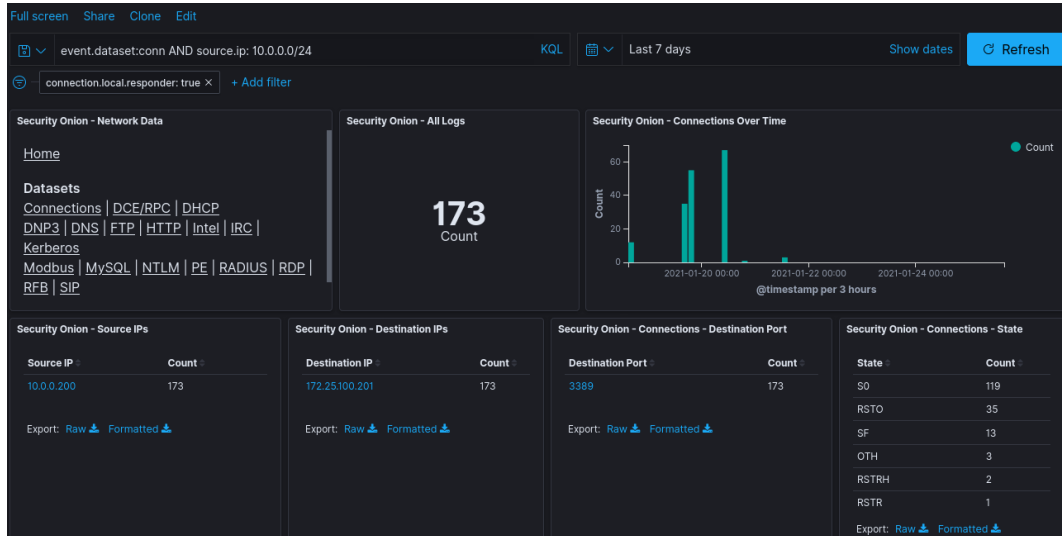 Full screen Share Clone Edit
event.dataset:conn AND source.ip: 10.0.0.0/24 KQL Last 7 days Show dates Refresh
connection.local.responder: true × + Add filter
Security Onion - Network Data
Home
Datasets
Connections | DCE/RPC | DHCP
DNP3 | DNS | FTP | HTTP | Intel | IRC |
Kerberos
Modbus | MySQL | NTLM | PE | RADIUS | RDP |
RFB | SIP
Security Onion - All Logs
173
Count
Security Onion - Connections Over Time
Count
60
40
20
0
Count
2021-01-20 00:00 2021-01-22 00:00 2021-01-24 00:00
@timestamp per 3 hours
Security Onion - Source IPs
Source IP Count
10.0.0.200 173
Export: Raw Formatted
Security Onion - Destination IPs
Destination IP Count
172.25.100.201 173
Export: Raw Formatted
Security Onion - Connections - Destination Port
Destination Port Count
3389 173
Export: Raw Formatted
Security Onion - Connections - State
State Count
S0 119
RSTO 35
SF 13
OTH 3
RSTRH 2
RSTR 1
Export: Raw Formatted